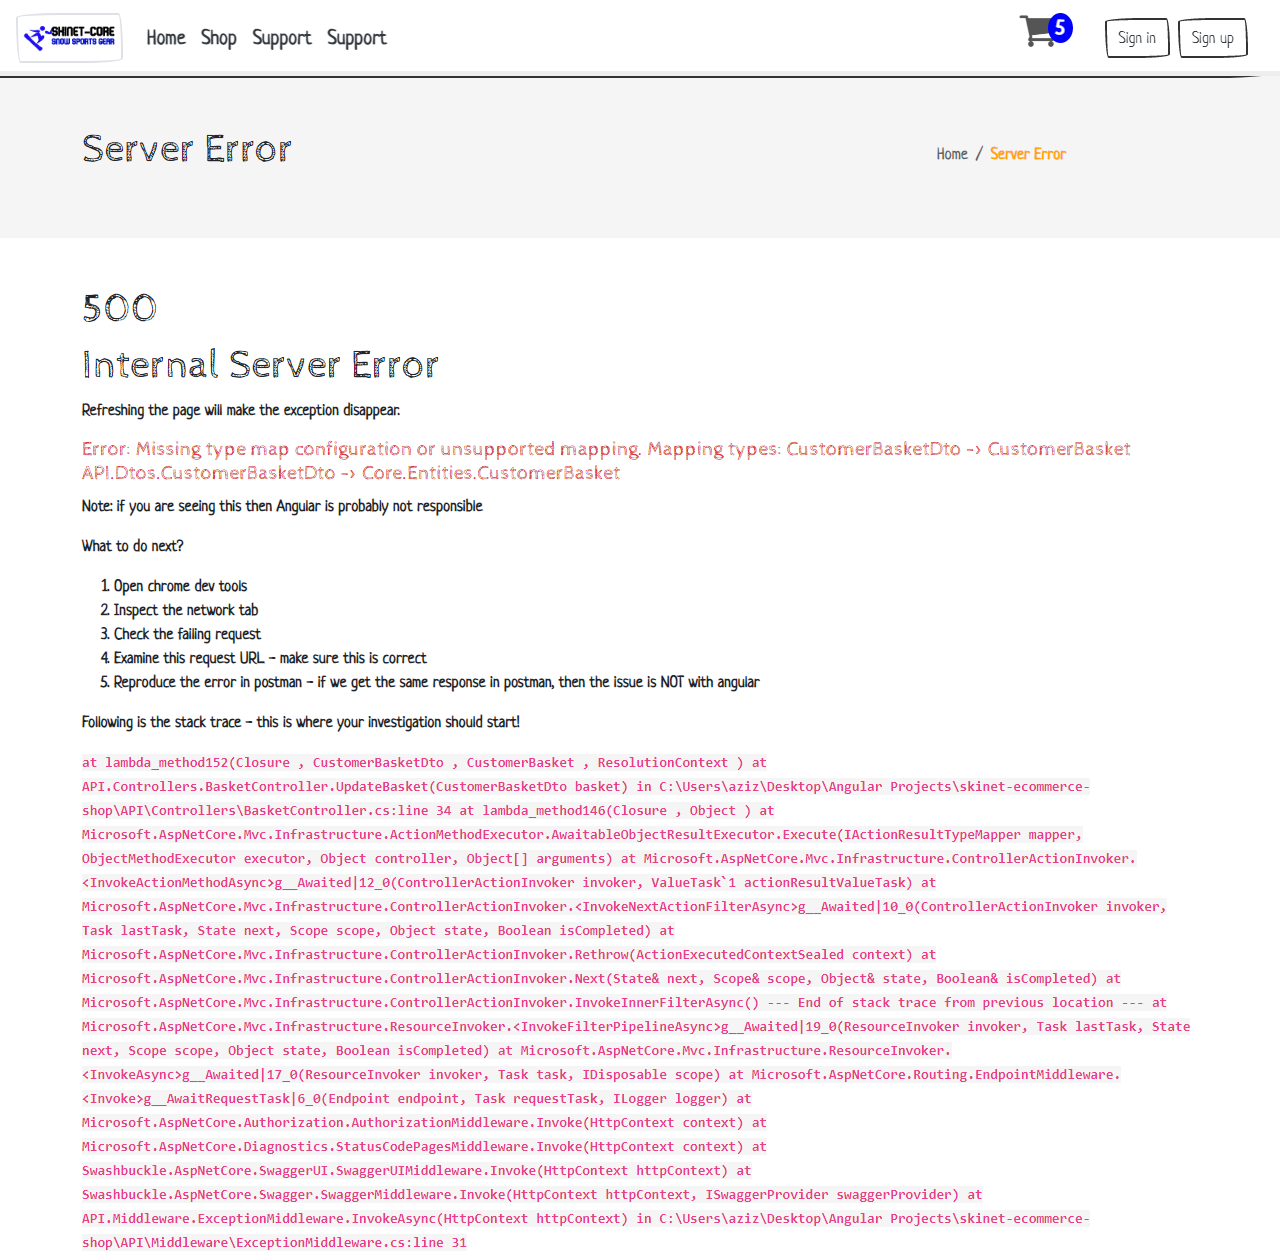 SHINET-CORE
SNOW SPORTS GEAR
Home Shop Support Support
5
Sign in Sign up
Server Error
Home / Server Error
500
Internal Server Error
Refreshing the page will make the exception disappear.
Error: Missing type map configuration or unsupported mapping. Mapping types: CustomerBasketDto -> CustomerBasket
API.Dtos.CustomerBasketDto -> Core.Entities.CustomerBasket
Note: if you are seeing this then Angular is probably not responsible
What to do next?
1. Open chrome dev tools
2. Inspect the network tab
3. Check the failing request
4. Examine this request URL - make sure this is correct
5. Reproduce the error in postman - if we get the same response in postman, then the issue is NOT with angular
Following is the stack trace - this is where your investigation should start!
at lambda_method152(Closure , CustomerBasketDto , CustomerBasket , ResolutionContext ) at
API.Controllers.BasketController.UpdateBasket(CustomerBasketDto basket) in C:\Users\aziz\Desktop\Angular Projects\skinet-ecommerce-
shop\API\Controllers\BasketController.cs:line 34 at lambda_method146(Closure , Object ) at
Microsoft.AspNetCore.Mvc.Infrastructure.ActionMethodExecutor.AwaitableObjectResultExecutor.Execute(IActionResultTypeMapper mapper,
ObjectMethodExecutor executor, Object controller, Object[] arguments) at Microsoft.AspNetCore.Mvc.Infrastructure.ControllerActionInvoker.
<InvokeActionMethodAsync>g__Awaited|12_0(ControllerActionInvoker invoker, ValueTask`1 actionResultValueTask) at
Microsoft.AspNetCore.Mvc.Infrastructure.ControllerActionInvoker.<InvokeNextActionFilterAsync>g__Awaited|10_0(ControllerActionInvoker invoker,
Task lastTask, State next, Scope scope, Object state, Boolean isCompleted) at
Microsoft.AspNetCore.Mvc.Infrastructure.ControllerActionInvoker.Rethrow(ActionExecutedContextSealed context) at
Microsoft.AspNetCore.Mvc.Infrastructure.ControllerActionInvoker.Next(State& next, Scope& scope, Object& state, Boolean& isCompleted) at
Microsoft.AspNetCore.Mvc.Infrastructure.ControllerActionInvoker.InvokeInnerFilterAsync() --- End of stack trace from previous location --- at
Microsoft.AspNetCore.Mvc.Infrastructure.ResourceInvoker.<InvokeFilterPipelineAsync>g__Awaited|19_0(ResourceInvoker invoker, Task lastTask, State
next, Scope scope, Object state, Boolean isCompleted) at Microsoft.AspNetCore.Mvc.Infrastructure.ResourceInvoker.
<InvokeAsync>g__Awaited|17_0(ResourceInvoker invoker, Task task, IDisposable scope) at Microsoft.AspNetCore.Routing.EndpointMiddleware.
<Invoke>g__AwaitRequestTask|6_0(Endpoint endpoint, Task requestTask, ILogger logger) at
Microsoft.AspNetCore.Authorization.AuthorizationMiddleware.Invoke(HttpContext context) at
Microsoft.AspNetCore.Diagnostics.StatusCodePagesMiddleware.Invoke(HttpContext context) at
Swashbuckle.AspNetCore.SwaggerUI.SwaggerUIMiddleware.Invoke(HttpContext httpContext) at
Swashbuckle.AspNetCore.Swagger.SwaggerMiddleware.Invoke(HttpContext httpContext, ISwaggerProvider swaggerProvider) at
API.Middleware.ExceptionMiddleware.InvokeAsync(HttpContext httpContext) in C:\Users\aziz\Desktop\Angular Projects\skinet-ecommerce-
shop\API\Middleware\ExceptionMiddleware.cs:line 31